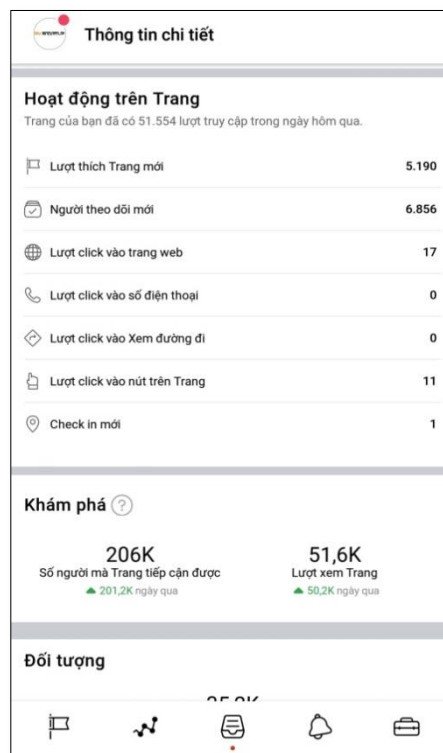 Thông tin chi tiết
Hoạt động trên Trang
Trang của bạn đã có 51.554 lượt truy cập trong ngày hôm qua.
Lượt thích Trang mới 5.190
Người theo dõi mới 6.856
Lượt click vào trang web 17
Lượt click vào số điện thoại 0
Lượt click vào Xem đường đi 0
Lượt click vào nút trên Trang 11
Check in mới 1
Khám phá ?
206K 51,6K
Số người mà Trang tiếp cận được Lượt xem Trang
201,2K ngày qua 50,2K ngày qua
Đối tượng